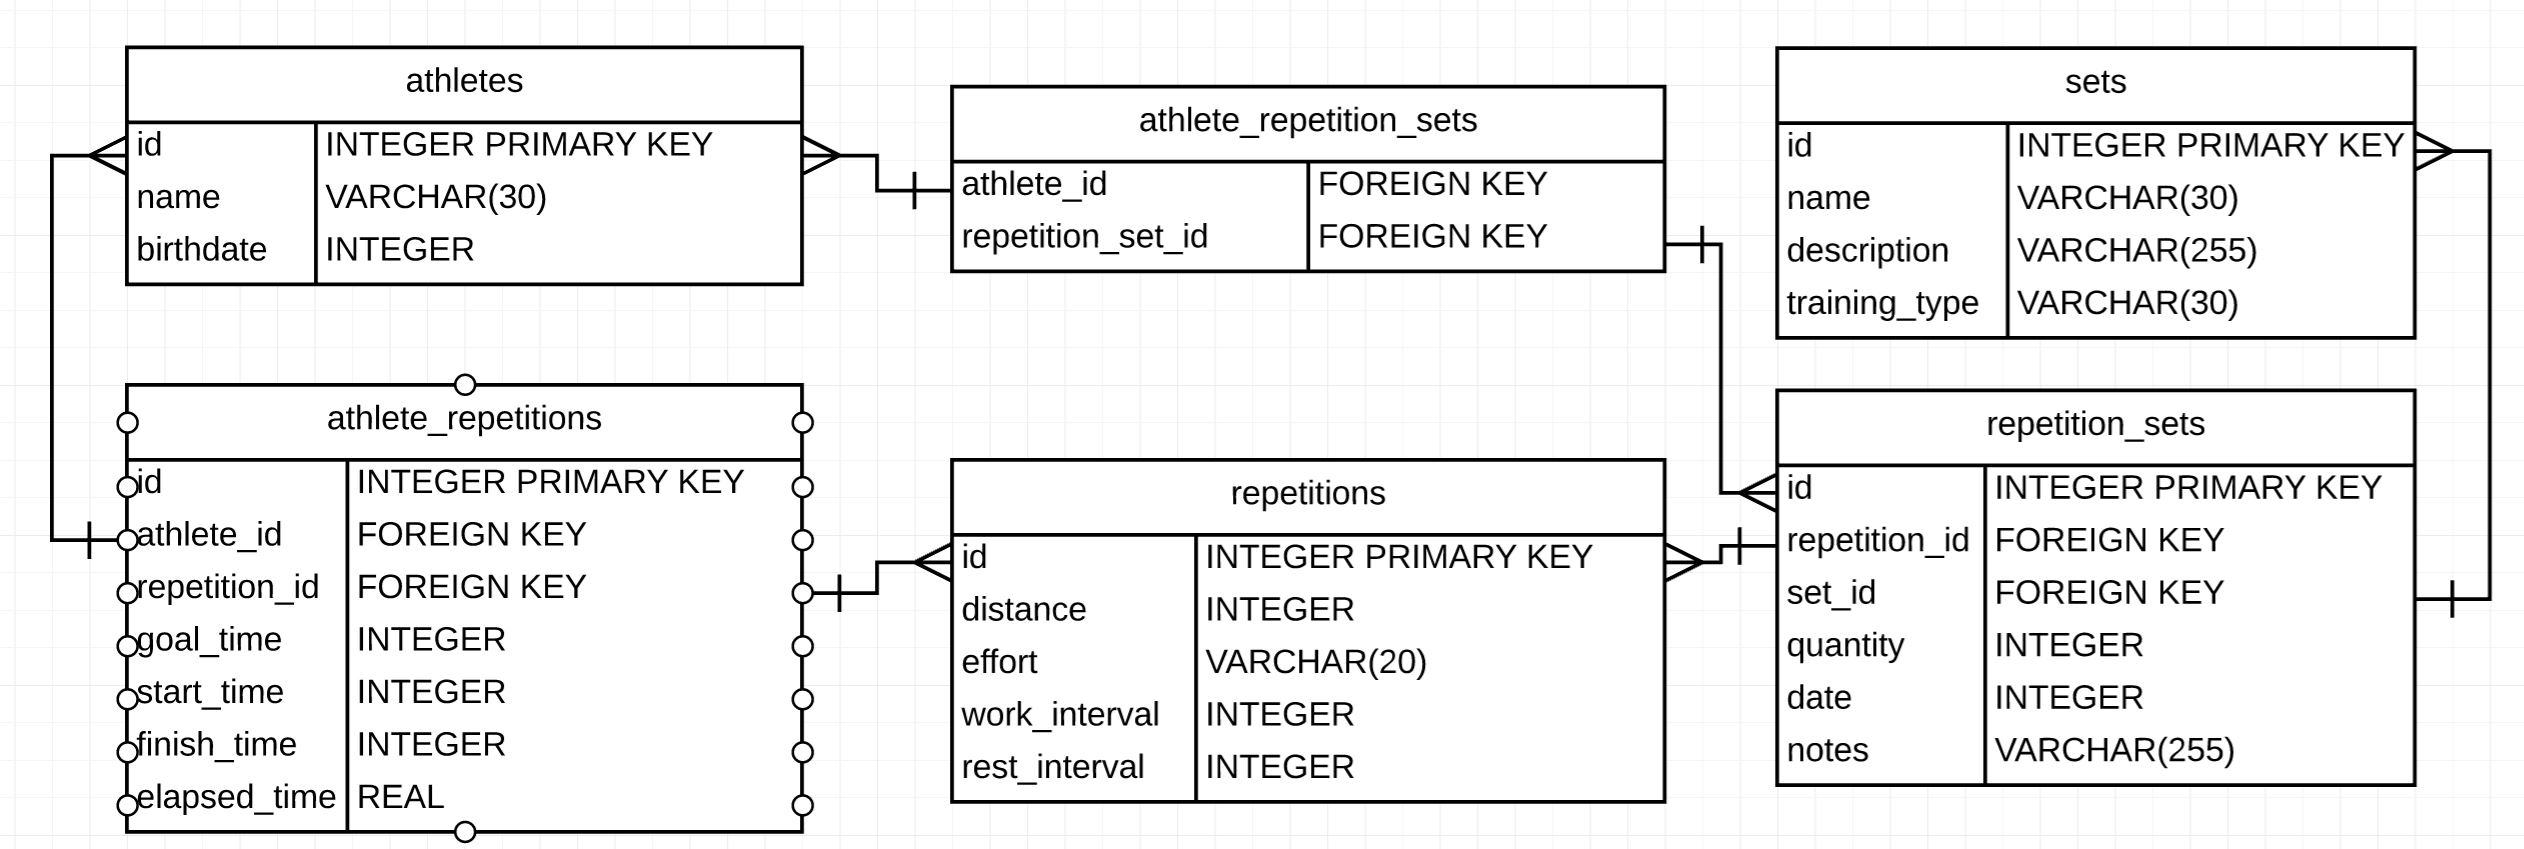 athletes
id INTEGER PRIMARY KEY
name VARCHAR(30)
birthdate INTEGER
athlete_repetition_sets
athlete_id FOREIGN KEY
repetition_set_id FOREIGN KEY
sets
id INTEGER PRIMARY KEY
name VARCHAR(30)
description VARCHAR(255)
training_type VARCHAR(30)
athlete_repetitions
id INTEGER PRIMARY KEY
athlete_id FOREIGN KEY
repetition_id FOREIGN KEY
goal_time INTEGER
start_time INTEGER
finish_time INTEGER
elapsed_time REAL
repetitions
id INTEGER PRIMARY KEY
distance INTEGER
effort VARCHAR(20)
work_interval INTEGER
rest_interval INTEGER
repetition_sets
id INTEGER PRIMARY KEY
repetition_id FOREIGN KEY
set_id FOREIGN KEY
quantity INTEGER
date INTEGER
notes VARCHAR(255)